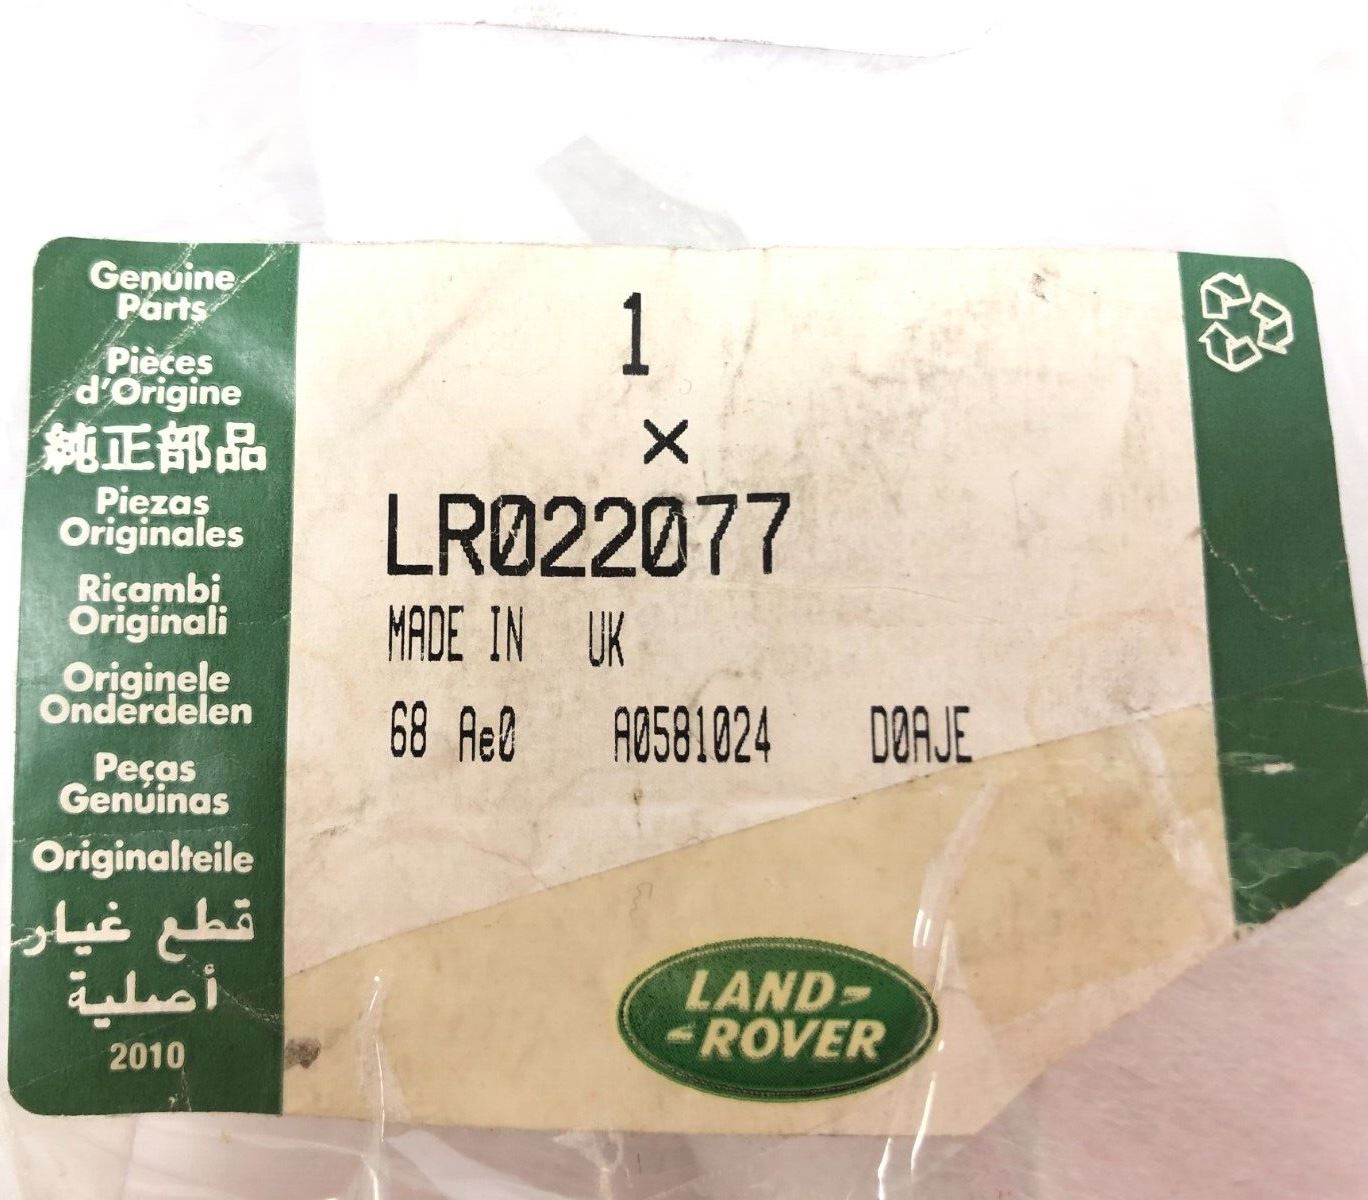 Genuine
Parts
Pièces
d'Origine
純正部品
Piezas
Originales
Ricambi
Originali
Originele
Onderdelen
Peças
Genuinas
Originalteile
قطع غيار
أصلية
2010
1
×
LR022077
MADE IN UK
68 Ae0 A0581024 D0AJE
LAND-
-ROVER